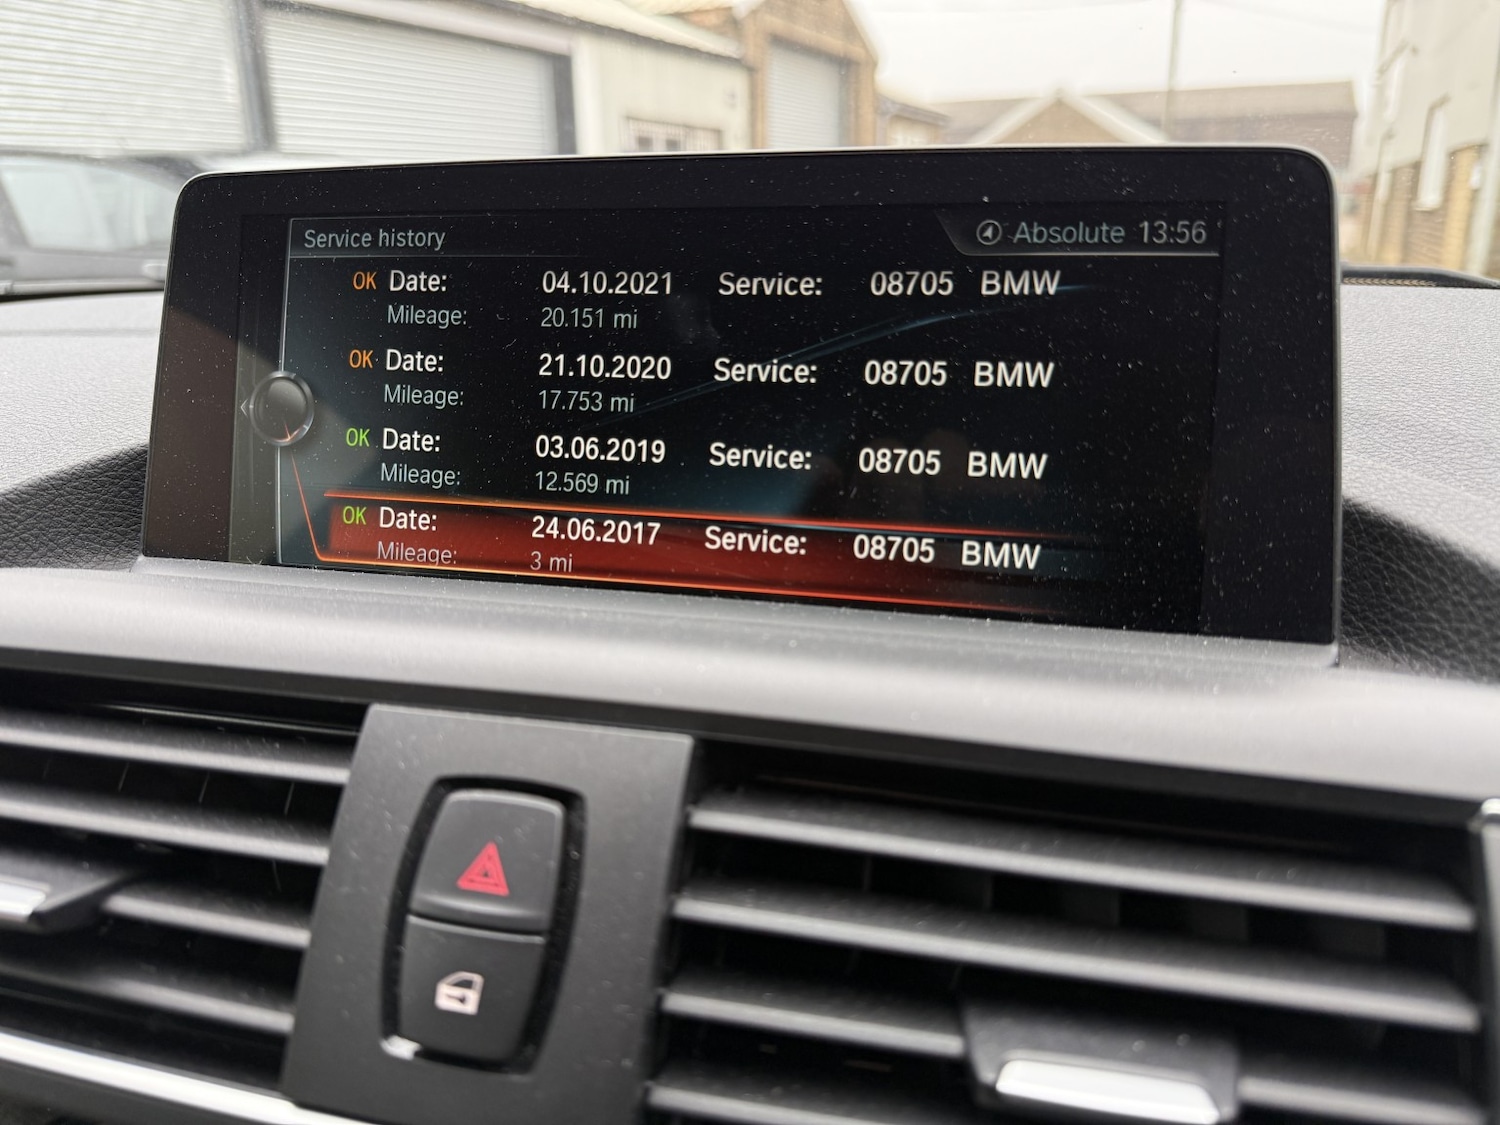 Service history Absolute 13:56
OK Date: 04.10.2021 Service: 08705 BMW
Mileage: 20.151 mi
OK Date: 21.10.2020 Service: 08705 BMW
Mileage: 17.753 mi
OK Date: 03.06.2019 Service: 08705 BMW
Mileage: 12.569 mi
OK Date: 24.06.2017 Service: 08705 BMW
Mileage: 3 mi